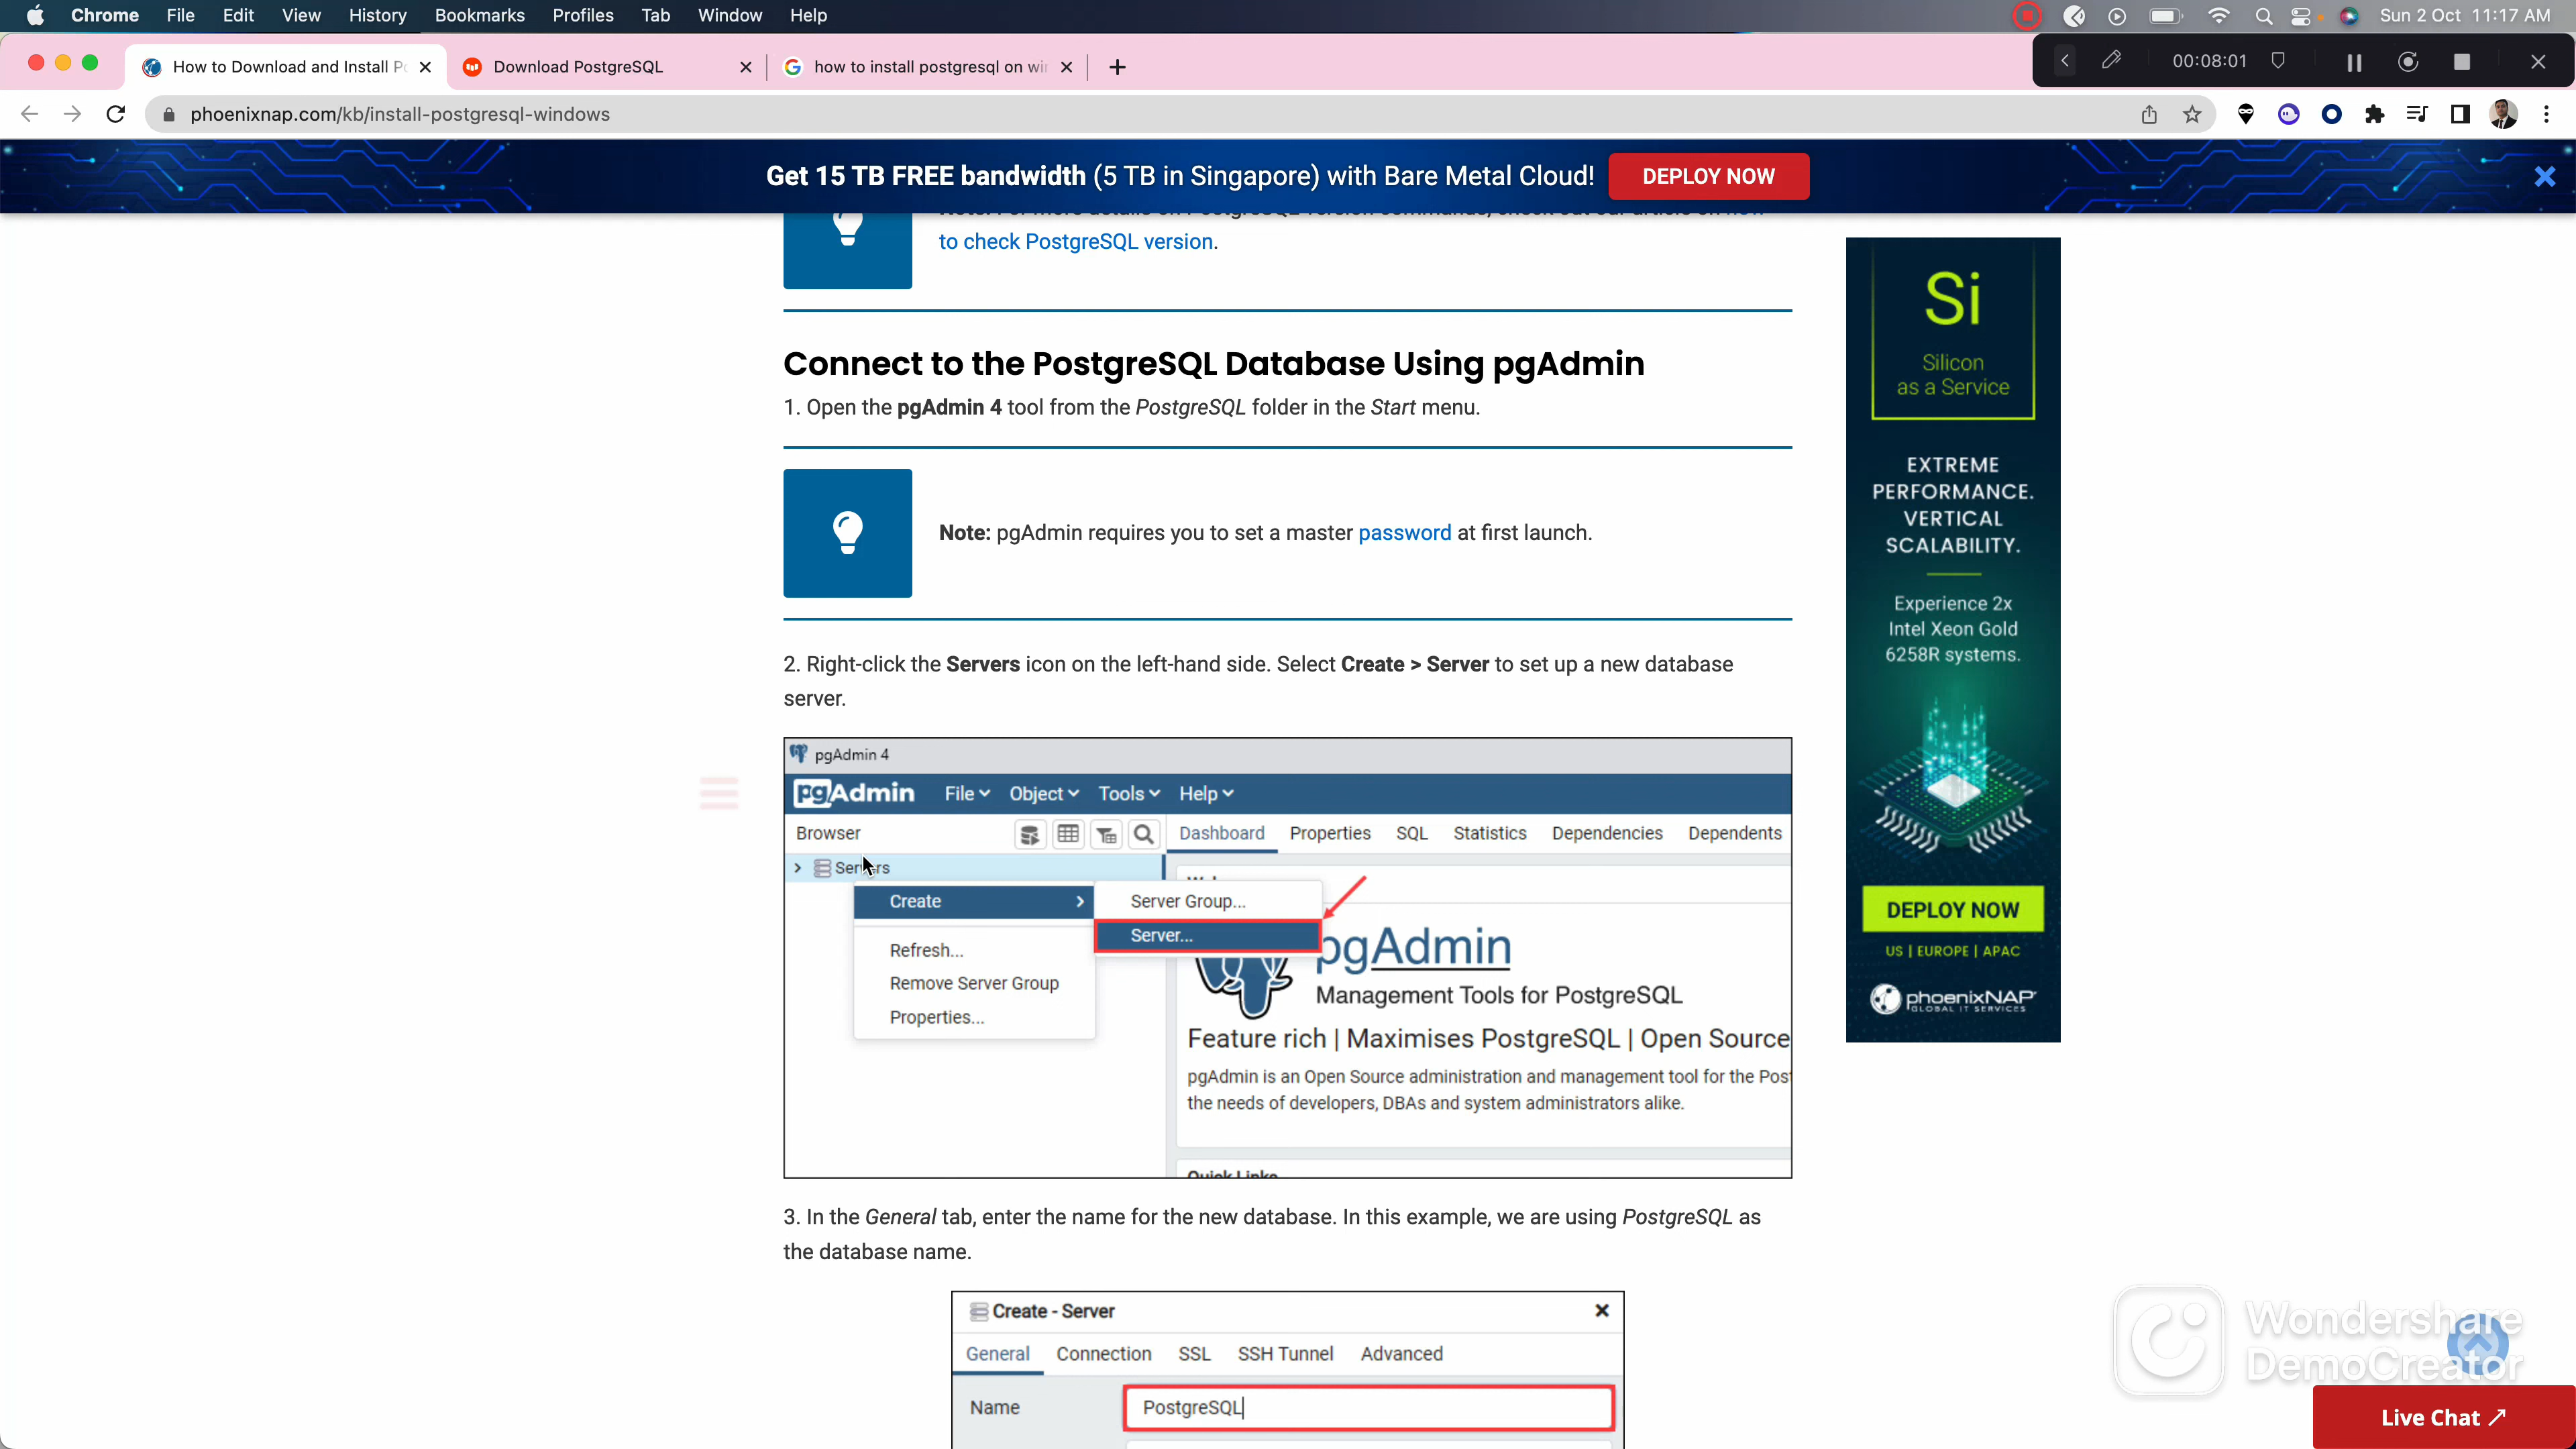 Chrome File Edit View History Bookmarks Profiles Tab Window Help
Sun 2 Oct 11:17 AM
How to Download and Install Po
Download PostgreSQL
how to install postgresql on wi
00:08:01
phoenixnap.com/kb/install-postgresql-windows
Get 15 TB FREE bandwidth (5 TB in Singapore) with Bare Metal Cloud!
DEPLOY NOW
to check PostgreSQL version.
Connect to the PostgreSQL Database Using pgAdmin
1. Open the pgAdmin 4 tool from the PostgreSQL folder in the Start menu.
Note: pgAdmin requires you to set a master password at first launch.
2. Right-click the Servers icon on the left-hand side. Select Create > Server to set up a new database
server.
pgAdmin 4
pgAdmin File Object Tools Help
Browser
Dashboard Properties SQL Statistics Dependencies Dependents
Servers
Create
Server Group...
Server...
Refresh...
Remove Server Group
Properties...
pgAdmin
Management Tools for PostgreSQL
Feature rich | Maximises PostgreSQL | Open Source
pgAdmin is an Open Source administration and management tool for the Pos
the needs of developers, DBAs and system administrators alike.
Quick Links
3. In the General tab, enter the name for the new database. In this example, we are using PostgreSQL as
the database name.
Create - Server
General Connection SSL SSH Tunnel Advanced
Name
PostgreSQL
Si
Silicon
as a Service
EXTREME
PERFORMANCE.
VERTICAL
SCALABILITY.
Experience 2x
Intel Xeon Gold
6258R systems.
DEPLOY NOW
US | EUROPE | APAC
phoenixNAP
GLOBAL IT SERVICES
Wondershare
DemoCreator
Live Chat